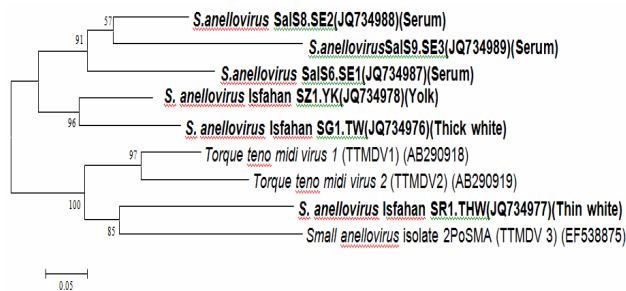 57
S.anellovirus SalS8.SE2(JQ734988)(Serum)
91
S.anellovirusSalS9.SE3(JQ734989)(Serum)
S.anellovirus SalS6.SE1(JQ734987)(Serum)
S. anellovirus Isfahan SZ1.YK(JQ734978)(Yolk)
96
S. anellovirus Isfahan SG1.TW(JQ734976)(Thick white)
97
Torque teno midi virus 1 (TTMDV1) (AB290918)
Torque teno midi virus 2 (TTMDV2) (AB290919)
100
S. anellovirus Isfahan SR1.THW(JQ734977)(Thin white)
85
Small anellovirus isolate 2PoSMA (TTMDV 3) (EF538875)
0.05